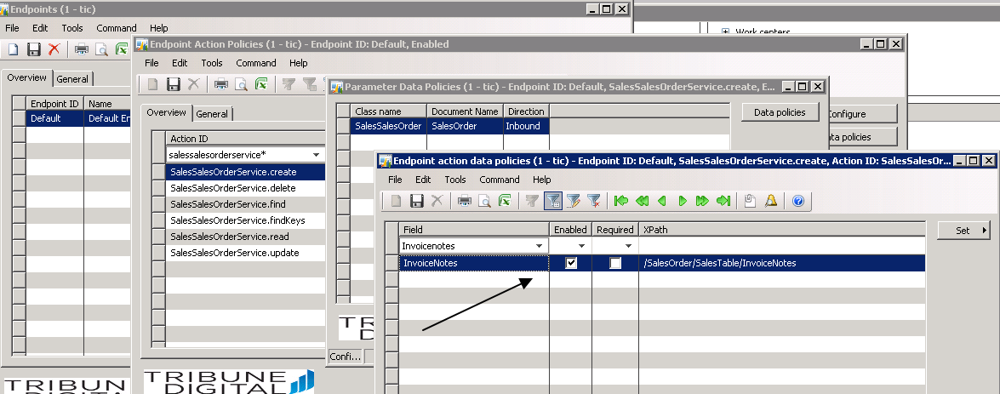 Endpoints (1 - tic)
File Edit Tools Command Help
Overview General
Endpoint ID Name
Default Default En
TRIBUN
Work centers
Endpoint Action Policies (1 - tic) - Endpoint ID: Default, Enabled
File Edit Tools Command Help
Overview General
Action ID
salessalesorderservice*
SalesSalesOrderService.create
SalesSalesOrderService.delete
SalesSalesOrderService.find
SalesSalesOrderService.findKeys
SalesSalesOrderService.read
SalesSalesOrderService.update
TRIBUNE
DIGITAL
Configure
ta policies
Parameter Data Policies (1 - tic) - Endpoint ID: Default, SalesSalesOrderService.create, E...
Class name Document Name Direction
SalesSalesOrder SalesOrder Inbound
Data policies
TR
Confi...
Endpoint action data policies (1 - tic) - Endpoint ID: Default, SalesSalesOrderService.create, Action ID: SalesSalesOr...
File Edit Tools Command Help
Field Enabled Required XPath
Invoicenotes
InvoiceNotes /SalesOrder/SalesTable/InvoiceNotes
Set